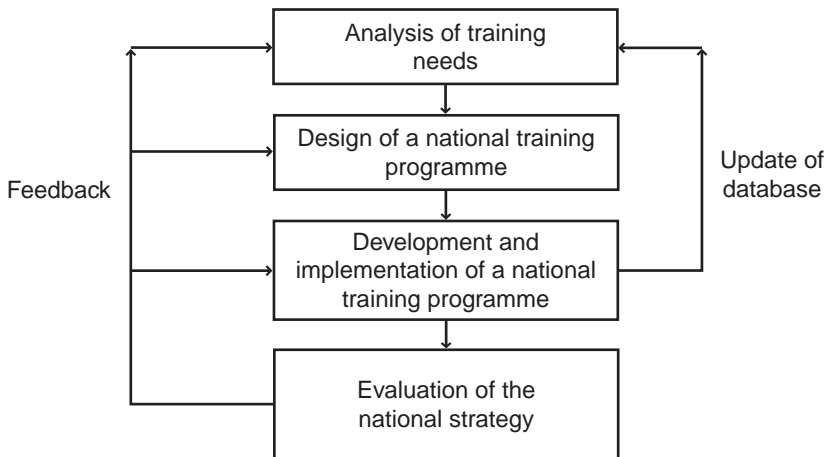 Analysis of training
needs
Design of a national training
programme
Feedback
Update of
database
Development and
implementation of a national
training programme
Evaluation of the
national strategy